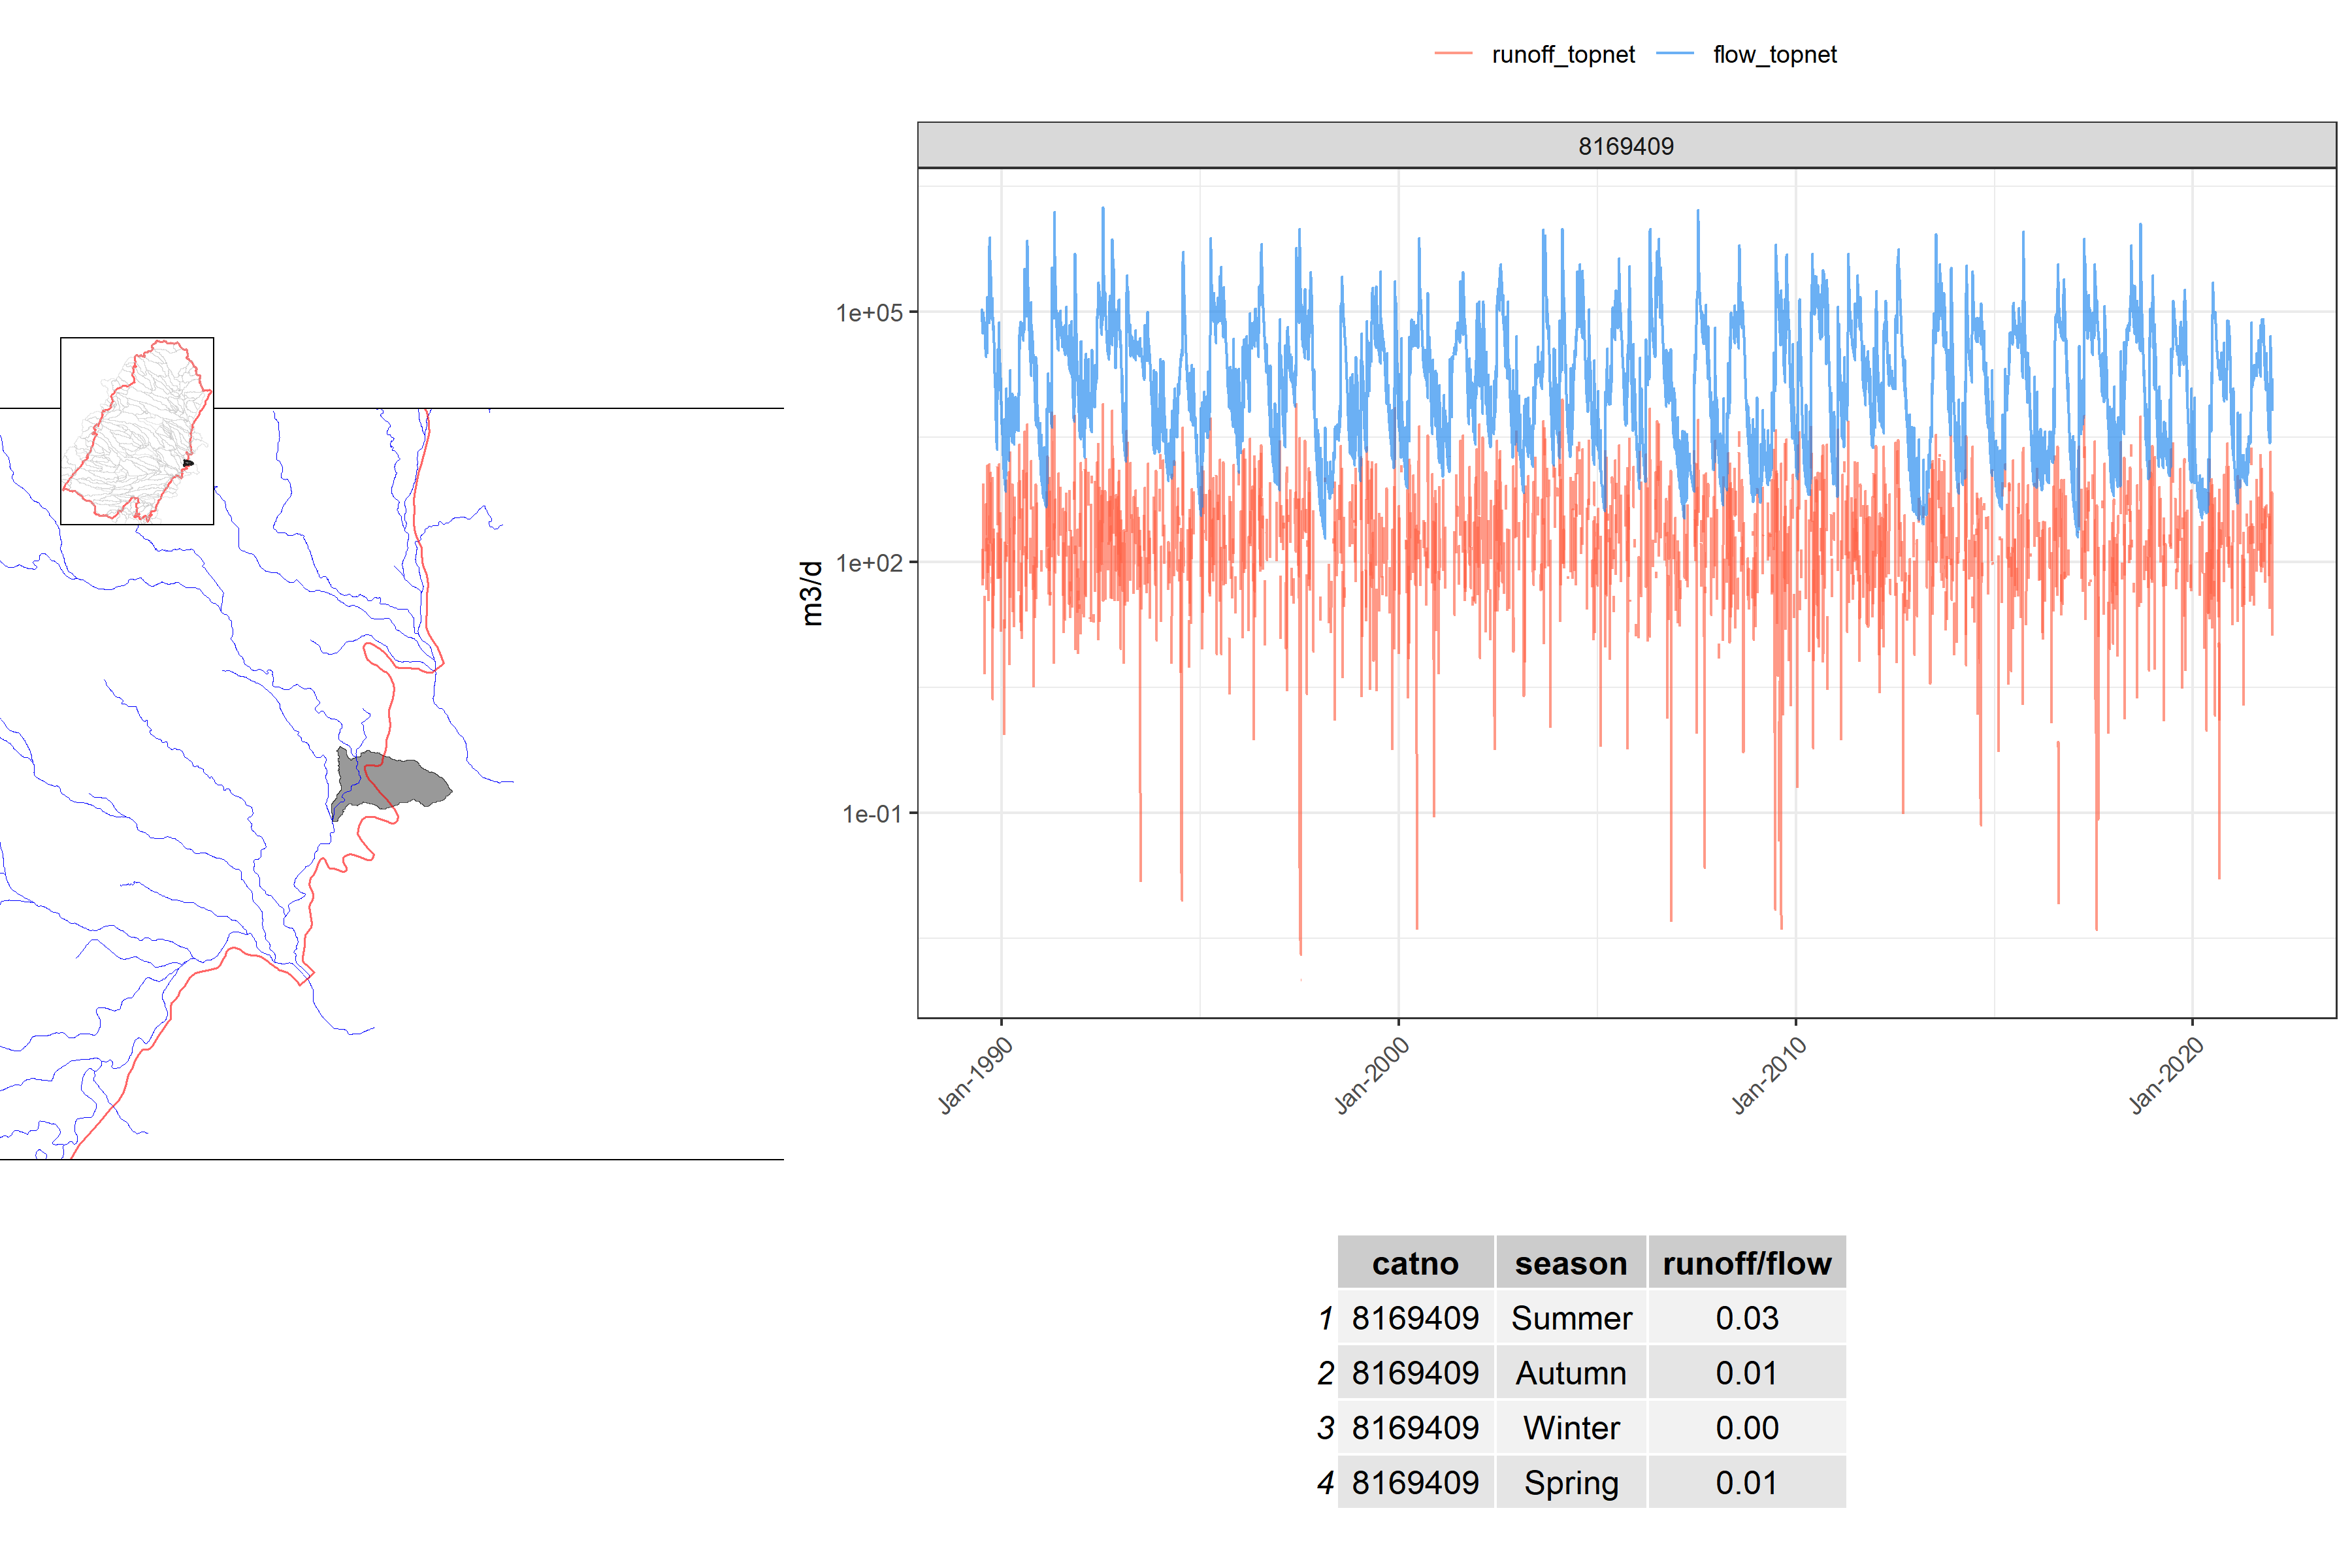 runoff_topnet flow_topnet
8169409
1e+05
1e+02
1e-01
m3/d
Jan-1990 Jan-2000 Jan-2010 Jan-2020
catno season runoff/flow
1 8169409 Summer 0.03
2 8169409 Autumn 0.01
3 8169409 Winter 0.00
4 8169409 Spring 0.01